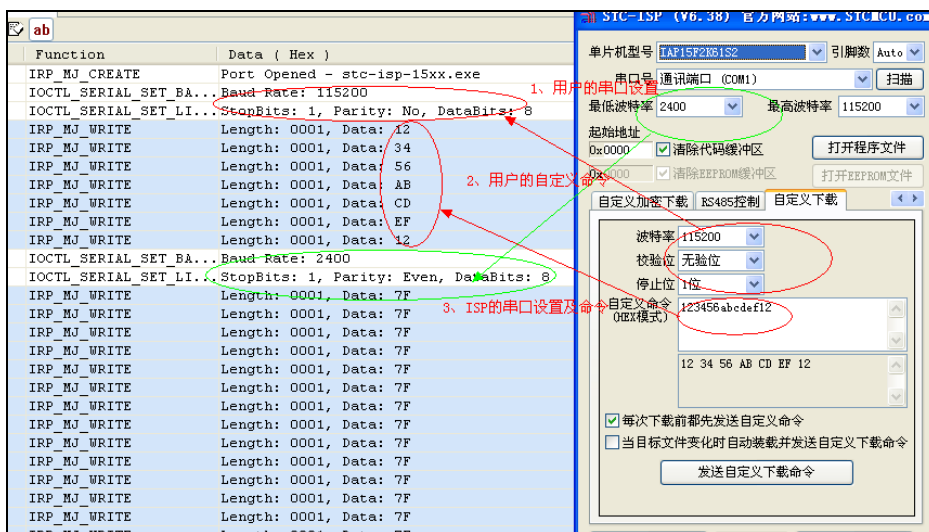 ab
Function Data ( Hex )
IRP_MJ_CREATE Port Opened - stc-isp-15xx.exe
IOCTL_SERIAL_SET_BA... Baud Rate: 115200
IOCTL_SERIAL_SET_LI... StopBits: 1, Parity: No, DataBits: 8
IRP_MJ_WRITE Length: 0001, Data: 12
IRP_MJ_WRITE Length: 0001, Data: 34
IRP_MJ_WRITE Length: 0001, Data: 56
IRP_MJ_WRITE Length: 0001, Data: AB
IRP_MJ_WRITE Length: 0001, Data: CD
IRP_MJ_WRITE Length: 0001, Data: EF
IRP_MJ_WRITE Length: 0001, Data: 12
IOCTL_SERIAL_SET_BA... Baud Rate: 2400
IOCTL_SERIAL_SET_LI... StopBits: 1, Parity: Even, DataBits: 8
IRP_MJ_WRITE Length: 0001, Data: 7F
IRP_MJ_WRITE Length: 0001, Data: 7F
IRP_MJ_WRITE Length: 0001, Data: 7F
IRP_MJ_WRITE Length: 0001, Data: 7F
IRP_MJ_WRITE Length: 0001, Data: 7F
IRP_MJ_WRITE Length: 0001, Data: 7F
IRP_MJ_WRITE Length: 0001, Data: 7F
IRP_MJ_WRITE Length: 0001, Data: 7F
IRP_MJ_WRITE Length: 0001, Data: 7F
IRP_MJ_WRITE Length: 0001, Data: 7F
IRP_MJ_WRITE Length: 0001, Data: 7F
IRP_MJ_WRITE Length: 0001, Data: 7F
IRP_MJ_WRITE Length: 0001, Data: 7F
1、用户的串口设置
2、用户的自定义命令
3、ISP的串口设置及命令
STC-ISP (V6.38) 官方网站:www.STCMCU.com
单片机型号 IAP15F2K61S2 引脚数 Auto
串口号 通讯端口 (COM1) 扫描
最低波特率 2400 最高波特率 115200
起始地址
0x0000 清除代码缓冲区 打开程序文件
0x0000 清除EEPROM缓冲区 打开EEPROM文件
自定义加密下载 RS485控制 自定义下载
波特率 115200
校验位 无验位
停止位 1位
自定义命令 123456abcdef12
(HEX模式)
12 34 56 AB CD EF 12
每次下载前都先发送自定义命令
当目标文件变化时自动装载并发送自定义下载命令
发送自定义下载命令